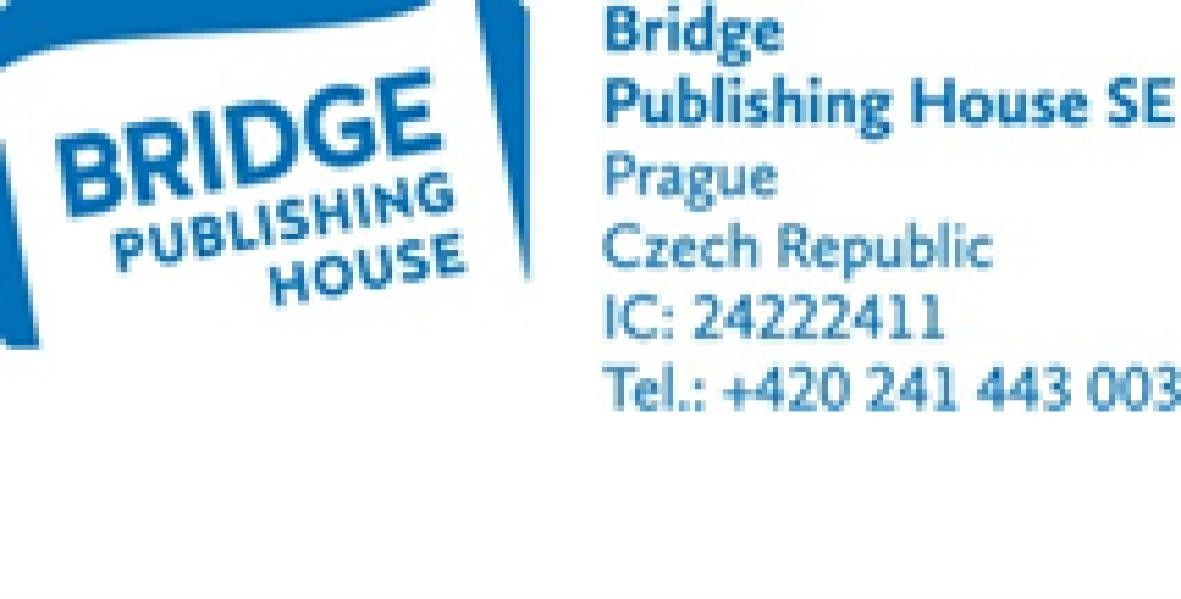 BRIDGE
PUBLISHING
HOUSE
Bridge
Publishing House SE
Prague
Czech Republic
IC: 24222411
Tel.: +420 241 443 003